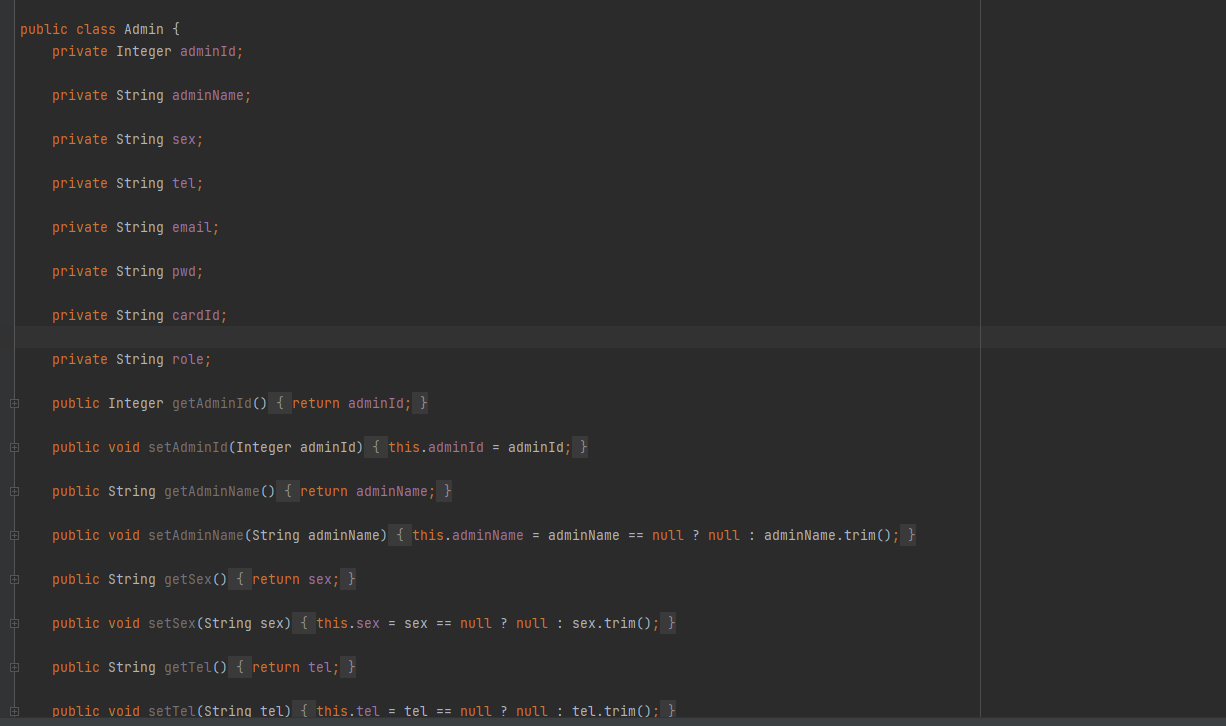 public class Admin {
private Integer adminId;
private String adminName;
private String sex;
private String tel;
private String email;
private String pwd;
private String cardId;
private String role;
public Integer getAdminId() { return adminId; }
public void setAdminId(Integer adminId) { this.adminId = adminId; }
public String getAdminName() { return adminName; }
public void setAdminName(String adminName) { this.adminName = adminName == null ? null : adminName.trim(); }
public String getSex() { return sex; }
public void setSex(String sex) { this.sex = sex == null ? null : sex.trim(); }
public String getTel() { return tel; }
public void setTel(String tel) { this.tel = tel == null ? null : tel.trim(); }